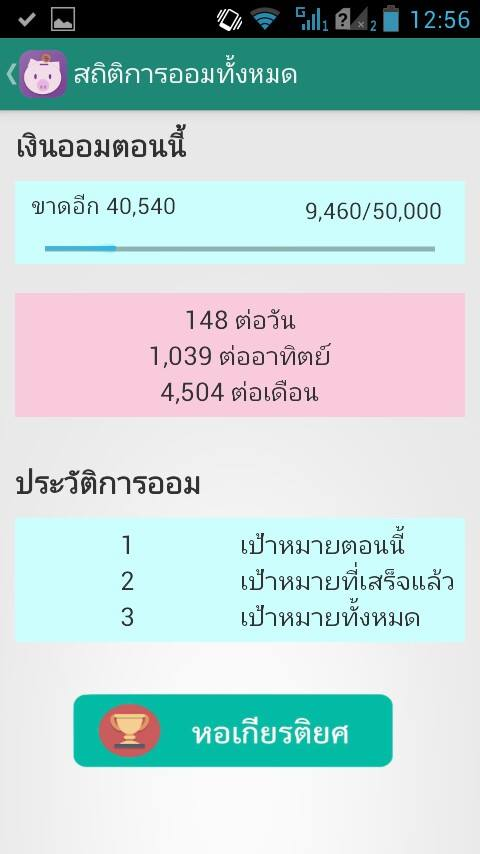 G 1 ? 2 12:56
สถิติการออมทั้งหมด
เงินออมตอนนี้
ขาดอีก 40,540 9,460/50,000
148 ต่อวัน
1,039 ต่ออาทิตย์
4,504 ต่อเดือน
ประวัติการออม
1 เป้าหมายตอนนี้
2 เป้าหมายที่เสร็จแล้ว
3 เป้าหมายทั้งหมด
หอเกียรติยศ